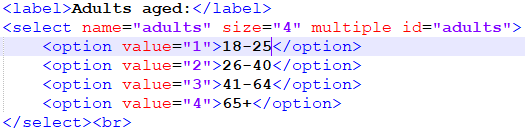 <label>Adults aged:</label>
<select name="adults" size="4" multiple id="adults">
    <option value="1">18-25</option>
    <option value="2">26-40</option>
    <option value="3">41-64</option>
    <option value="4">65+</option>
</select><br>